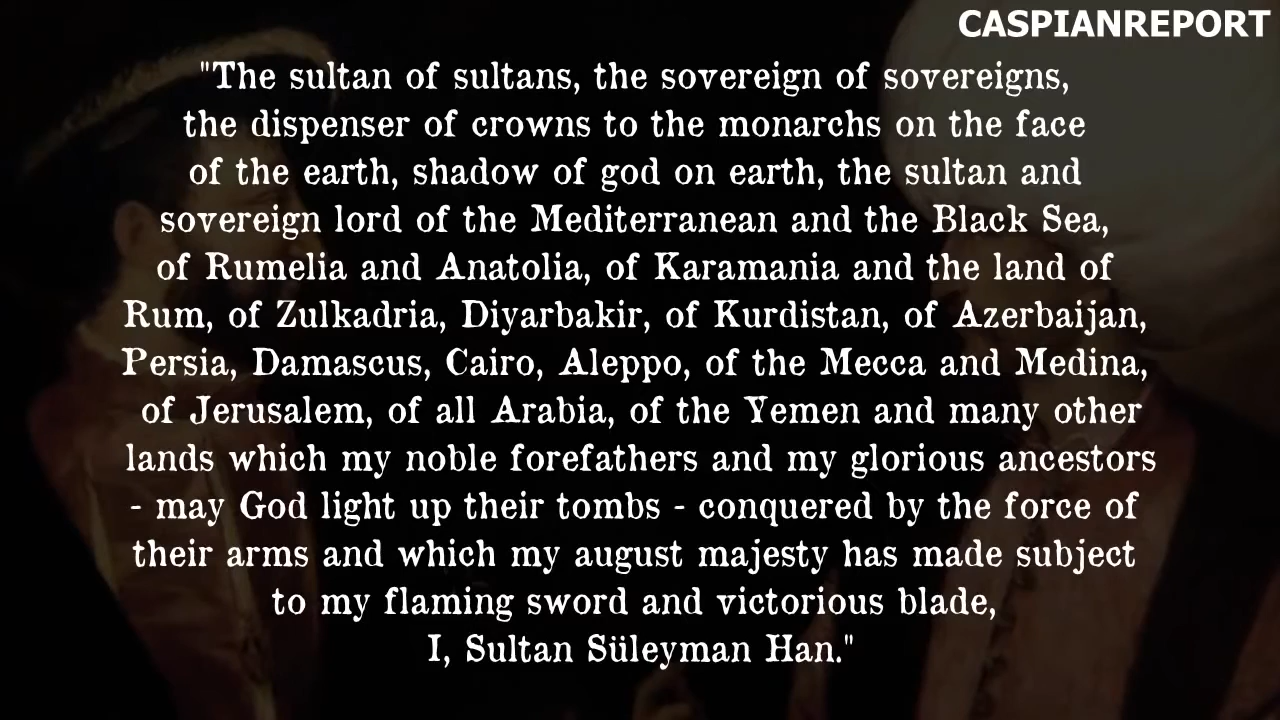 CASPIANREPORT
"The sultan of sultans, the sovereign of sovereigns,
the dispenser of crowns to the monarchs on the face
of the earth, shadow of god on earth, the sultan and
sovereign lord of the Mediterranean and the Black Sea,
of Rumelia and Anatolia, of Karamania and the land of
Rum, of Zulkadria, Diyarbakir, of Kurdistan, of Azerbaijan,
Persia, Damascus, Cairo, Aleppo, of the Mecca and Medina,
of Jerusalem, of all Arabia, of the Yemen and many other
lands which my noble forefathers and my glorious ancestors
- may God light up their tombs - conquered by the force of
their arms and which my august majesty has made subject
to my flaming sword and victorious blade,
I, Sultan Süleyman Han."